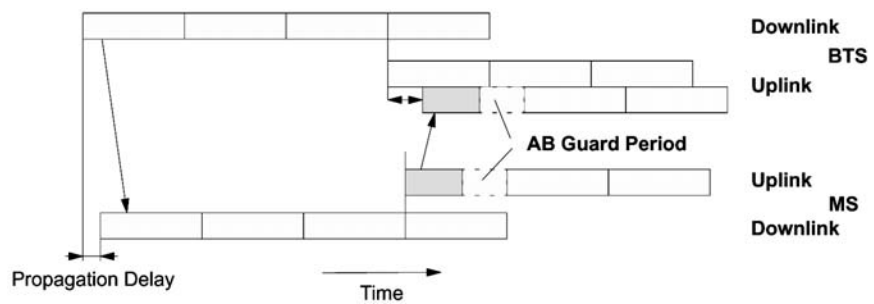 Downlink
BTS
Uplink
AB Guard Period
Uplink
MS
Downlink
Propagation Delay
Time